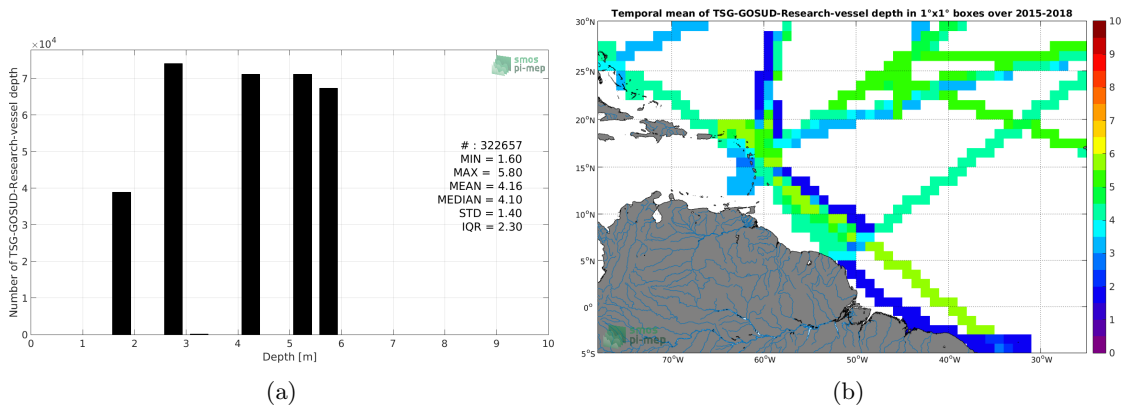 ×10⁴
Number of TSG-GOSUD-Research-vessel depth
7
6
5
4
3
2
1
0
0 1 2 3 4 5 6 7 8 9 10
Depth [m]
smos
pi-mep
# : 322657
MIN = 1.60
MAX = 5.80
MEAN = 4.16
MEDIAN = 4.10
STD = 1.40
IQR = 2.30
(a)
Temporal mean of TSG-GOSUD-Research-vessel depth in 1°x1° boxes over 2015-2018
30°N
25°N
20°N
15°N
10°N
5°N
0°
5°S
70°W 60°W 50°W 40°W 30°W
smos
pi-mep
10
9
8
7
6
5
4
3
2
1
0
(b)